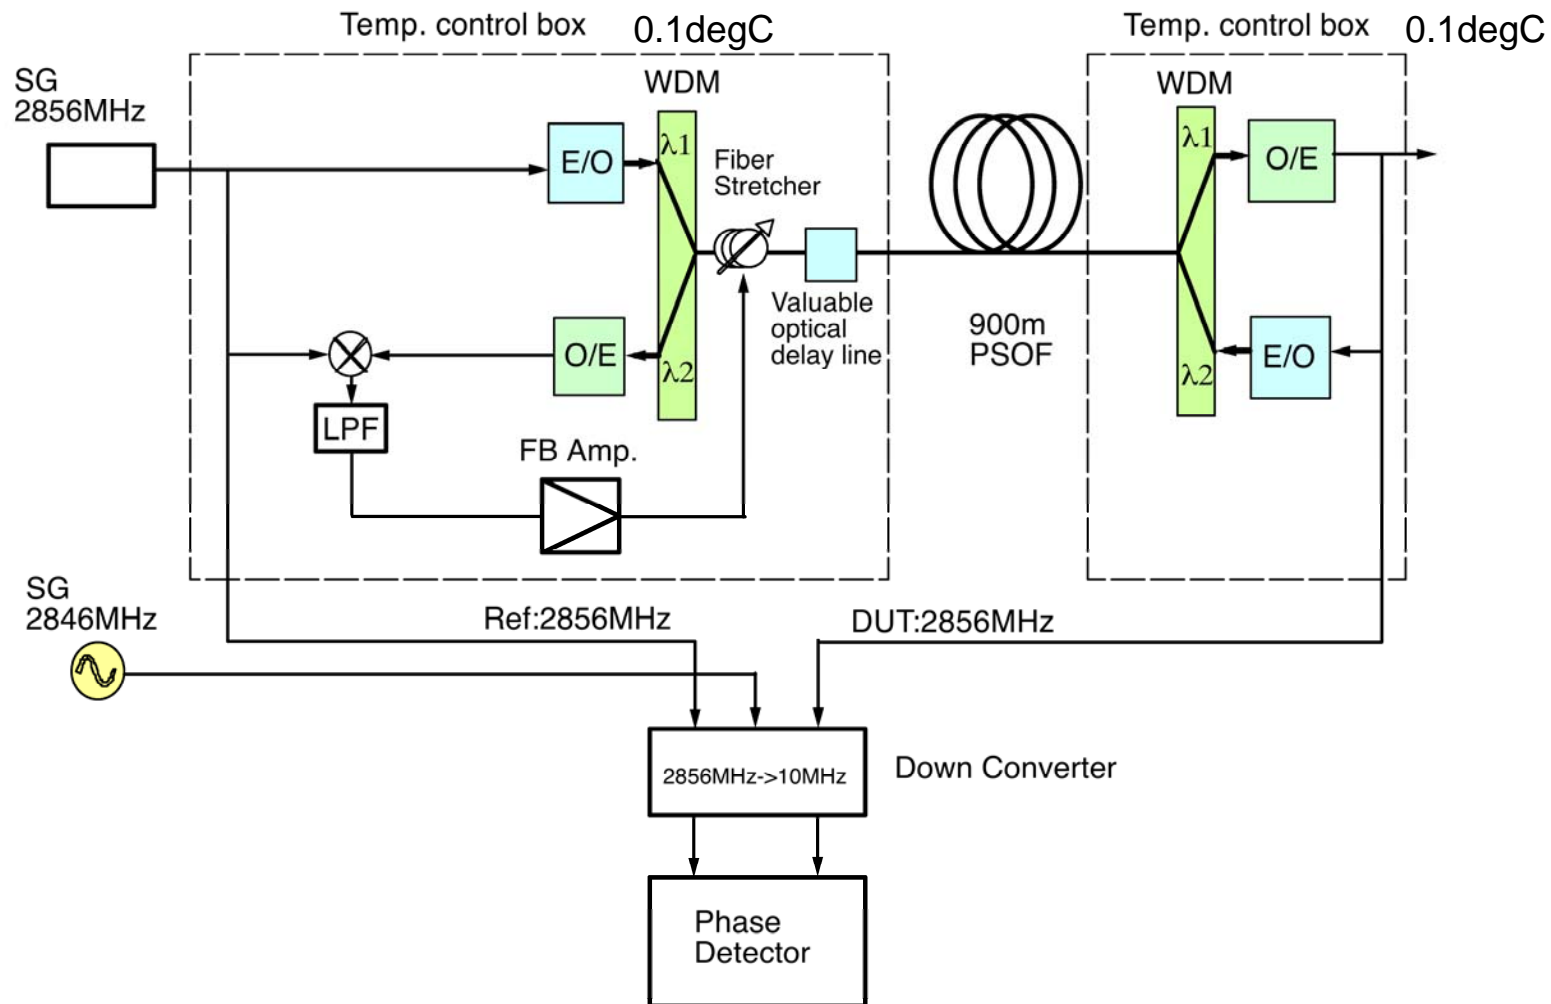 Temp. control box 0.1degC
Temp. control box 0.1degC
SG
2856MHz
WDM
WDM
E/O
λ1
Fiber
Stretcher
λ1
O/E
Valuable
optical
delay line
900m
PSOF
O/E
λ2
λ2
E/O
LPF
FB Amp.
SG
2846MHz
Ref:2856MHz
DUT:2856MHz
2856MHz->10MHz
Down Converter
Phase
Detector